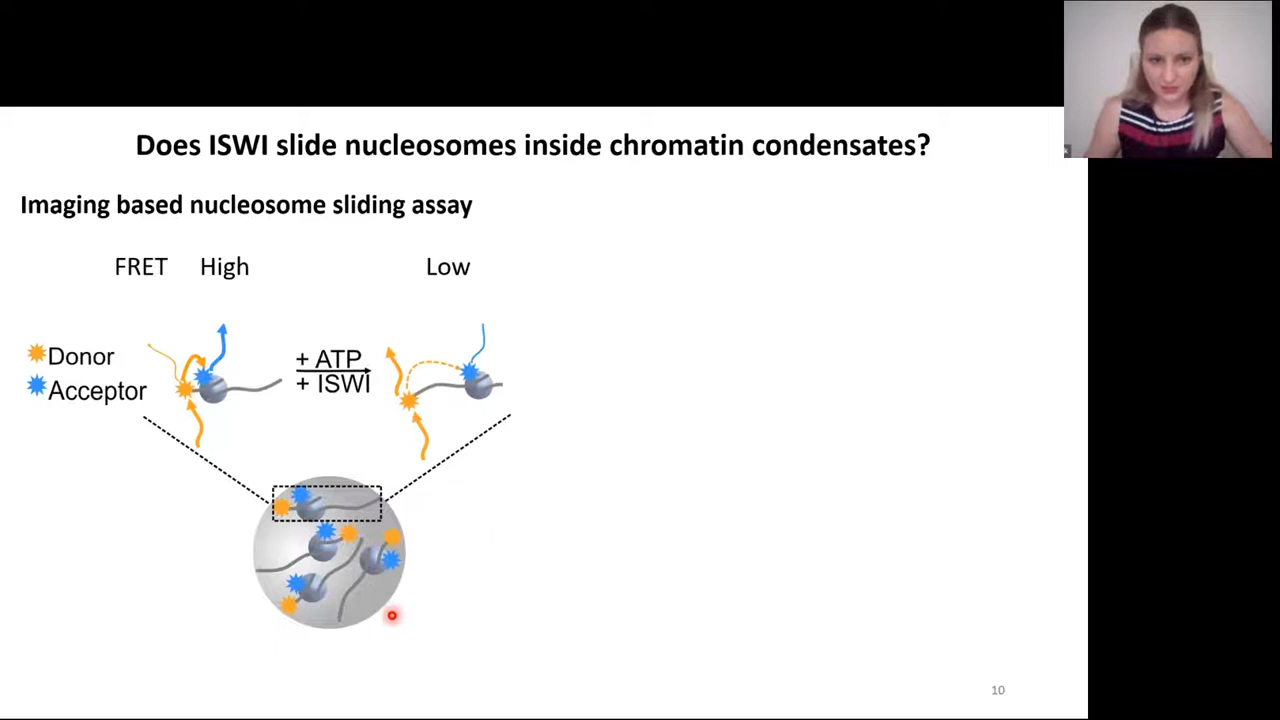 Does ISWI slide nucleosomes inside chromatin condensates?
Imaging based nucleosome sliding assay
FRET High Low
Donor
Acceptor
+ ATP
+ ISWI
10